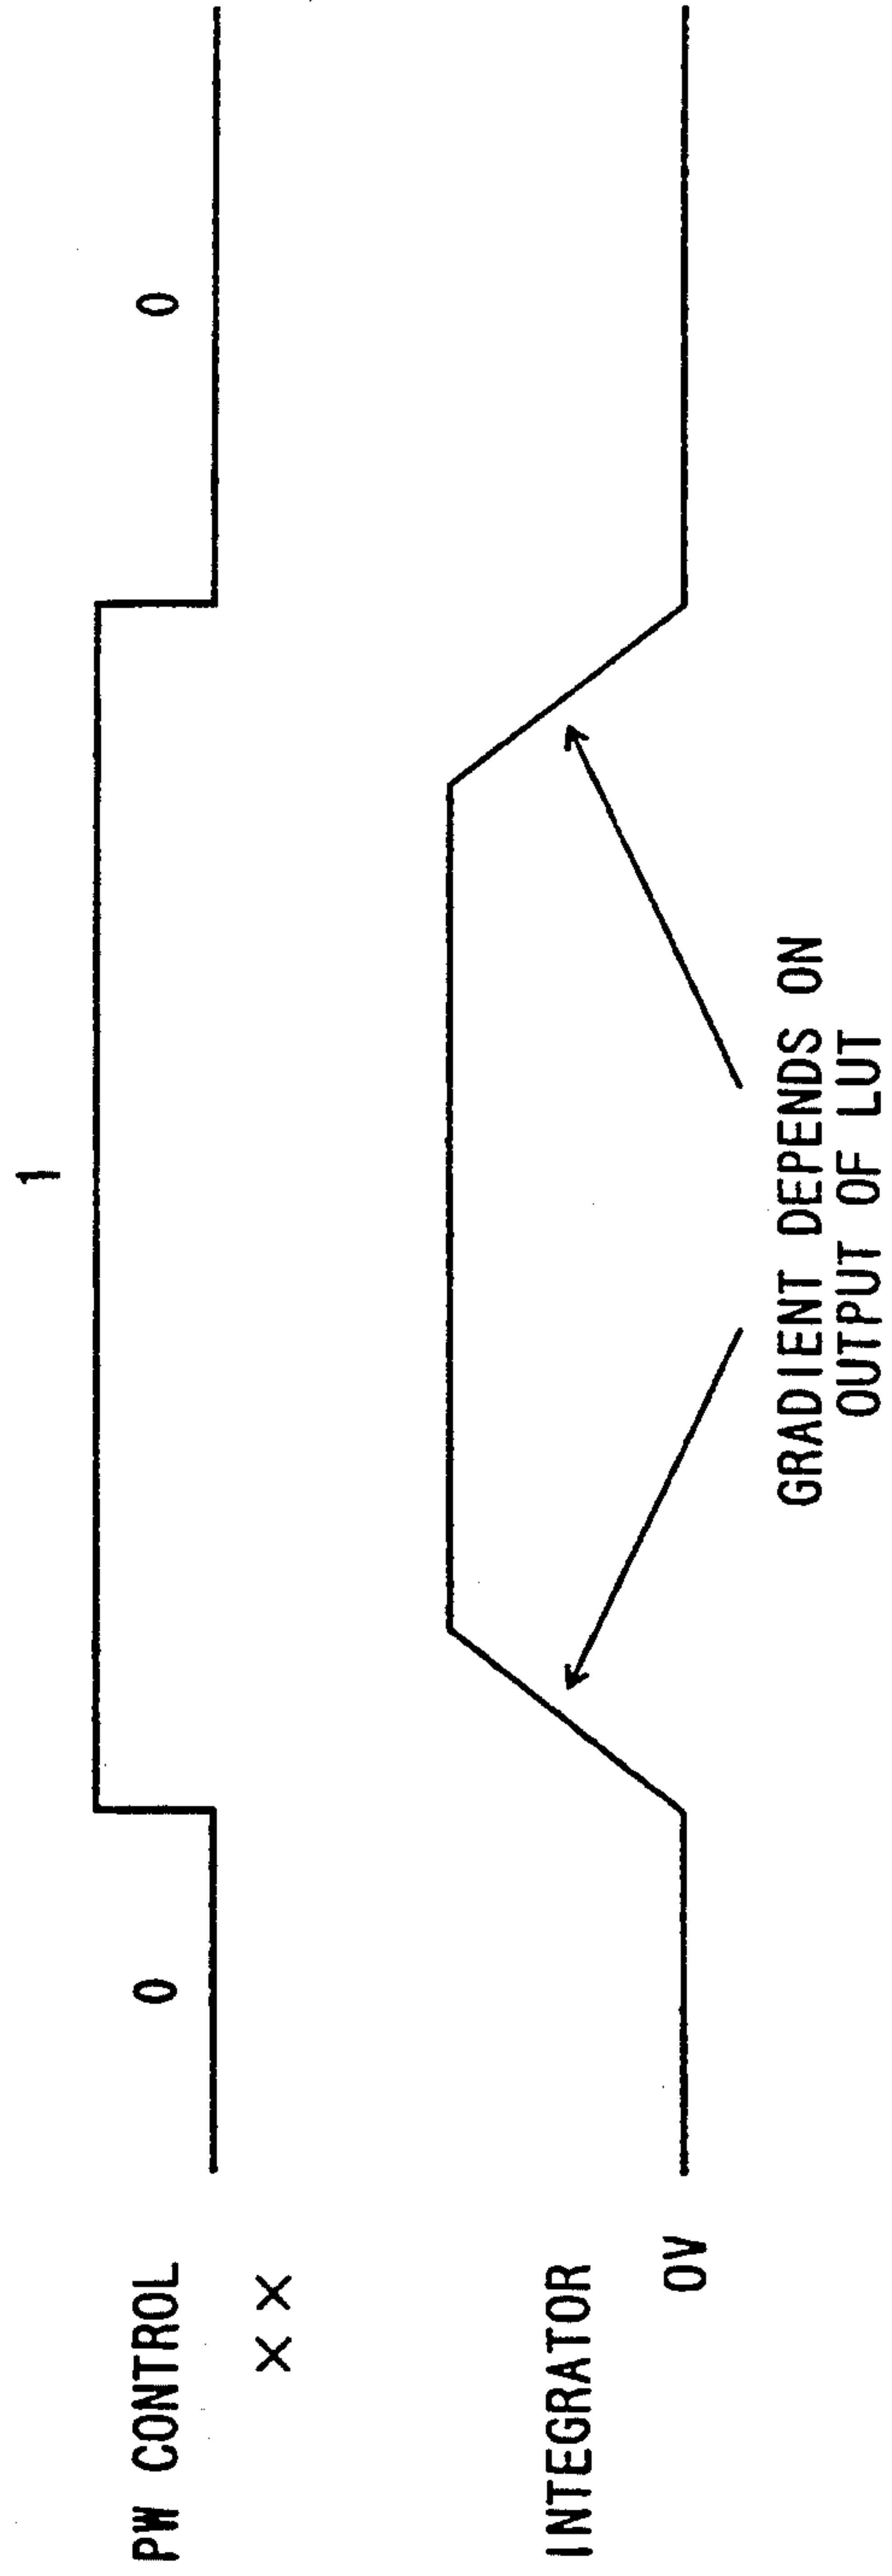 1
PW CONTROL 0 0
X X
INTEGRATOR
0V
GRADIENT DEPENDS ON
OUTPUT OF LUT